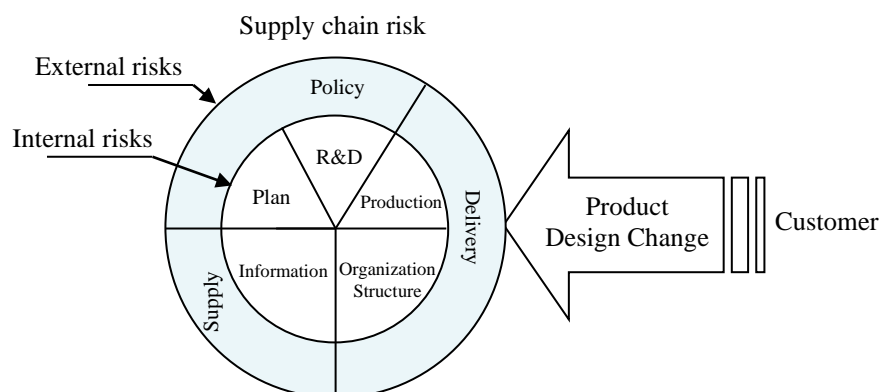 Supply chain risk
External risks
Policy
Internal risks
R&D
Plan
Production
Delivery
Product
Design Change
Customer
Information
Organization
Structure
Supply